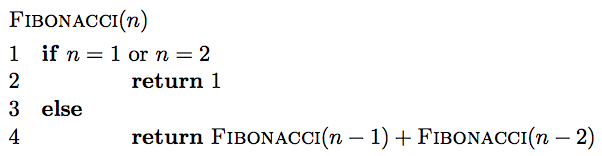 FIBONACCI(n)
1 if n = 1 or n = 2
2 return 1
3 else
4 return FIBONACCI(n − 1) + FIBONACCI(n − 2)